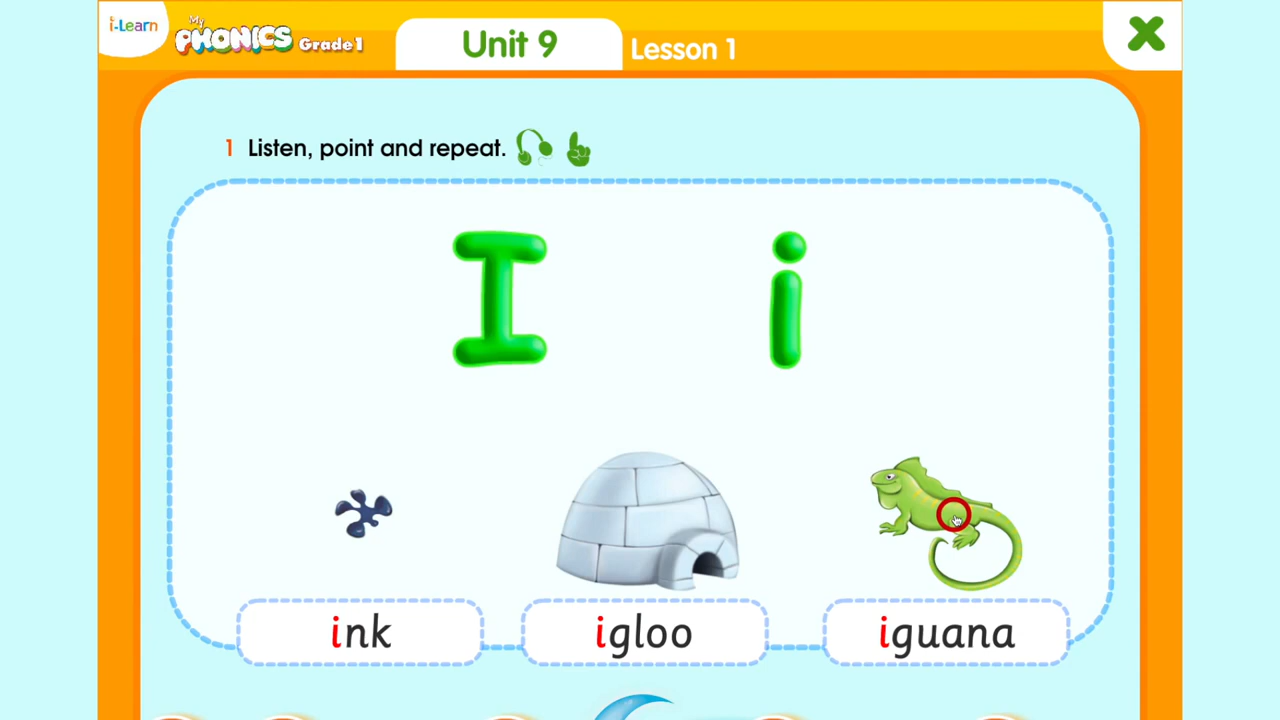 i-Learn
My
PHONICS Grade 1
Unit 9
Lesson 1
1 Listen, point and repeat.
I i
ink
igloo
iguana